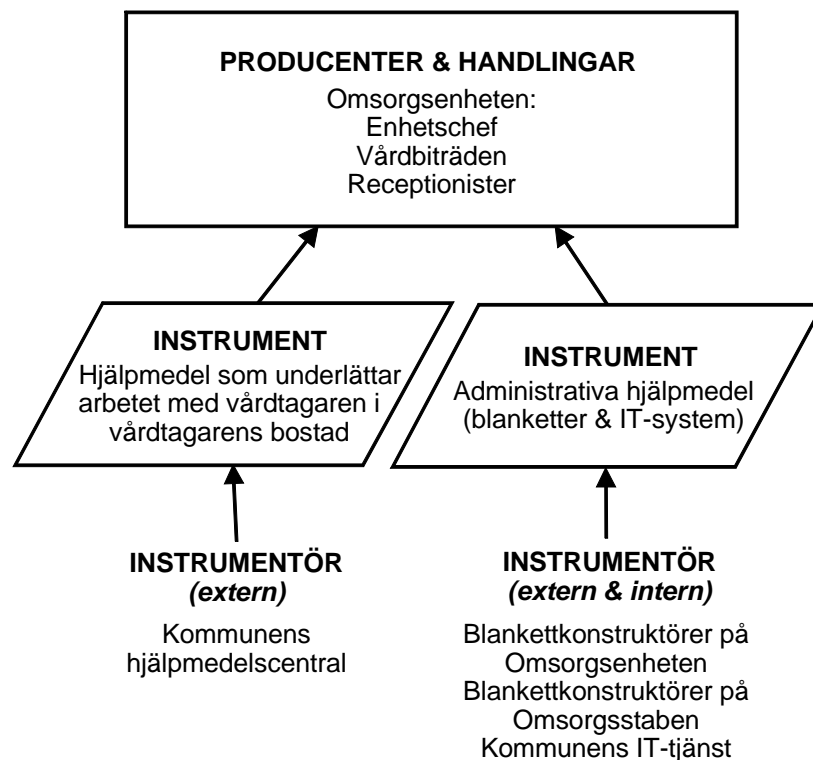 PRODUCENTER & HANDLINGAR
Omsorgsenheten:
Enhetschef
Vårdbiträden
Receptionister
INSTRUMENT
Hjälpmedel som underlättar
arbetet med vårdtagaren i
vårdtagarens bostad
INSTRUMENT
Administrativa hjälpmedel
(blanketter & IT-system)
INSTRUMENTÖR
(extern)
Kommunens
hjälpmedelscentral
INSTRUMENTÖR
(extern & intern)
Blankettkonstruktörer på
Omsorgsenheten
Blankettkonstruktörer på
Omsorgsstaben
Kommunens IT-tjänst